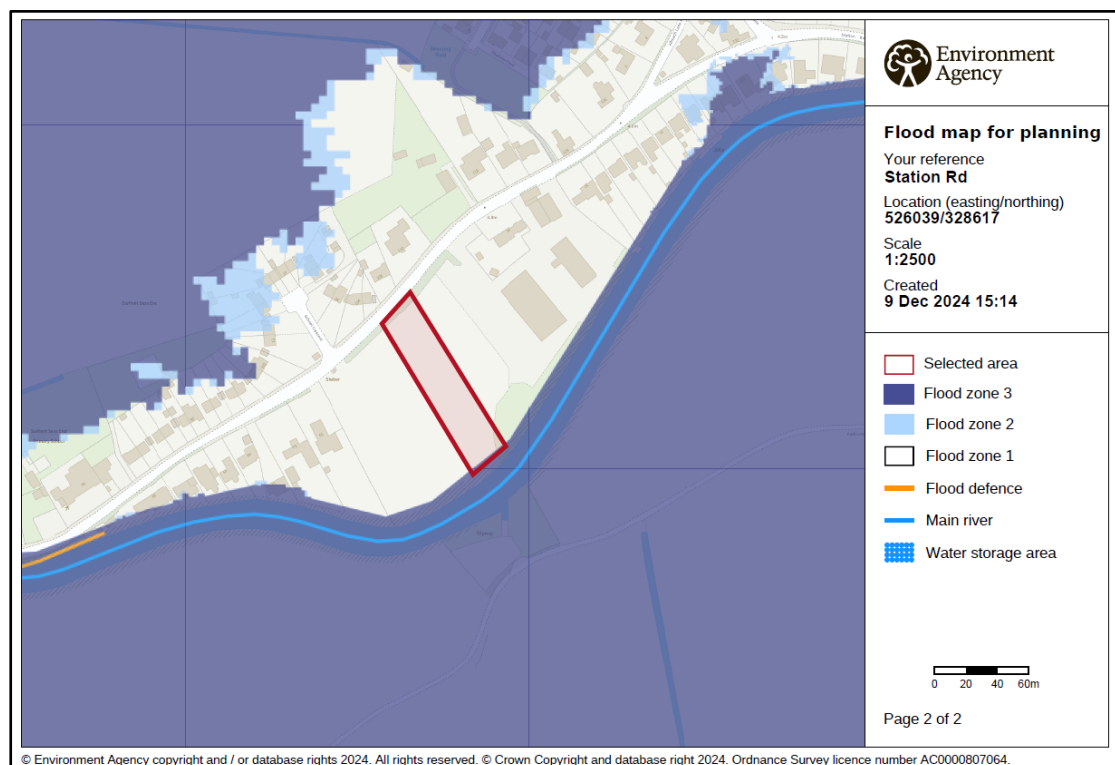 Environment
Agency
Flood map for planning
Your reference
Station Rd
Location (easting/northing)
526039/328617
Scale
1:2500
Created
9 Dec 2024 15:14
Selected area
Flood zone 3
Flood zone 2
Flood zone 1
Flood defence
Main river
Water storage area
0 20 40 60m
Page 2 of 2
© Environment Agency copyright and / or database rights 2024. All rights reserved. © Crown Copyright and database right 2024. Ordnance Survey licence number AC0000807064.